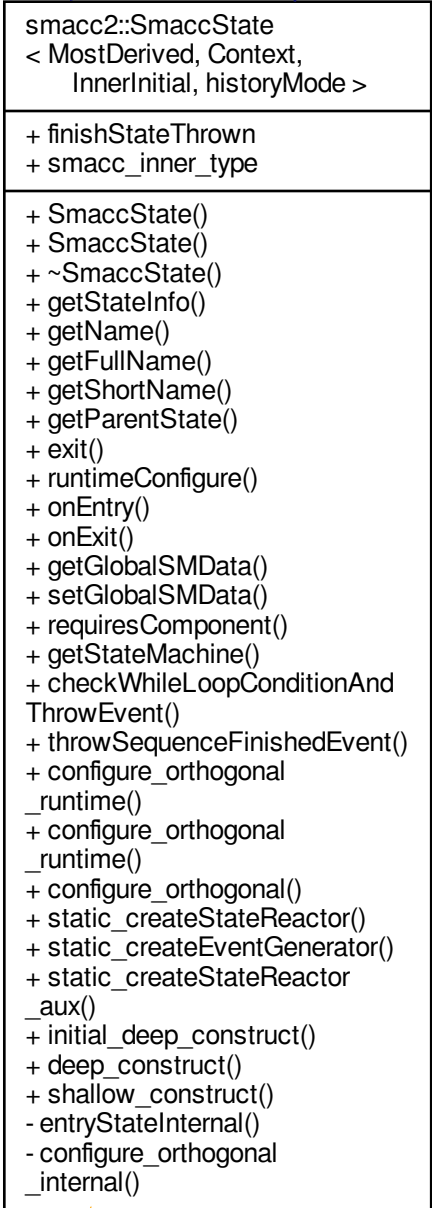 smacc2::SmaccState
< MostDerived, Context,
InnerInitial, historyMode >
+ finishStateThrown
+ smacc_inner_type
+ SmaccState()
+ SmaccState()
+ ~SmaccState()
+ getStateInfo()
+ getName()
+ getFullName()
+ getShortName()
+ getParentState()
+ exit()
+ runtimeConfigure()
+ onEntry()
+ onExit()
+ getGlobalSMData()
+ setGlobalSMData()
+ requiresComponent()
+ getStateMachine()
+ checkWhileLoopConditionAnd
ThrowEvent()
+ throwSequenceFinishedEvent()
+ configure_orthogonal
_runtime()
+ configure_orthogonal
_runtime()
+ configure_orthogonal()
+ static_createStateReactor()
+ static_createEventGenerator()
+ static_createStateReactor
_aux()
+ initial_deep_construct()
+ deep_construct()
+ shallow_construct()
- entryStateInternal()
- configure_orthogonal
_internal()